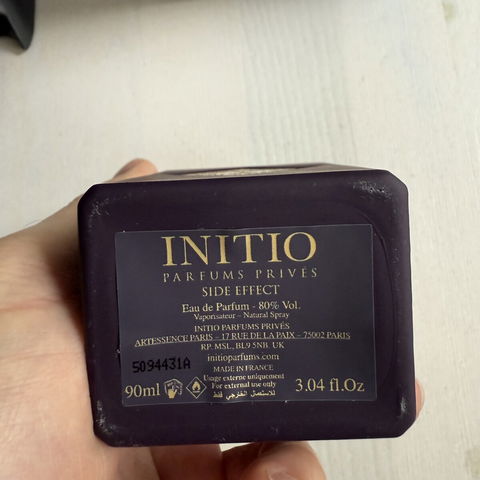 INITIO
PARFUMS PRIVÉS
SIDE EFFECT
Eau de Parfum - 80% Vol.
Vaporisateur – Natural Spray
INITIO PARFUMS PRIVÉS
ARTESSENCE PARIS – 17 RUE DE LA PAIX – 75002 PARIS
RP. MSL, BL9 5NB. UK
initioparfums.com
MADE IN FRANCE
5094431A
Usage externe uniquement
90ml
For external use only
3.04 fl.Oz
للاستعمال الخارجي فقط